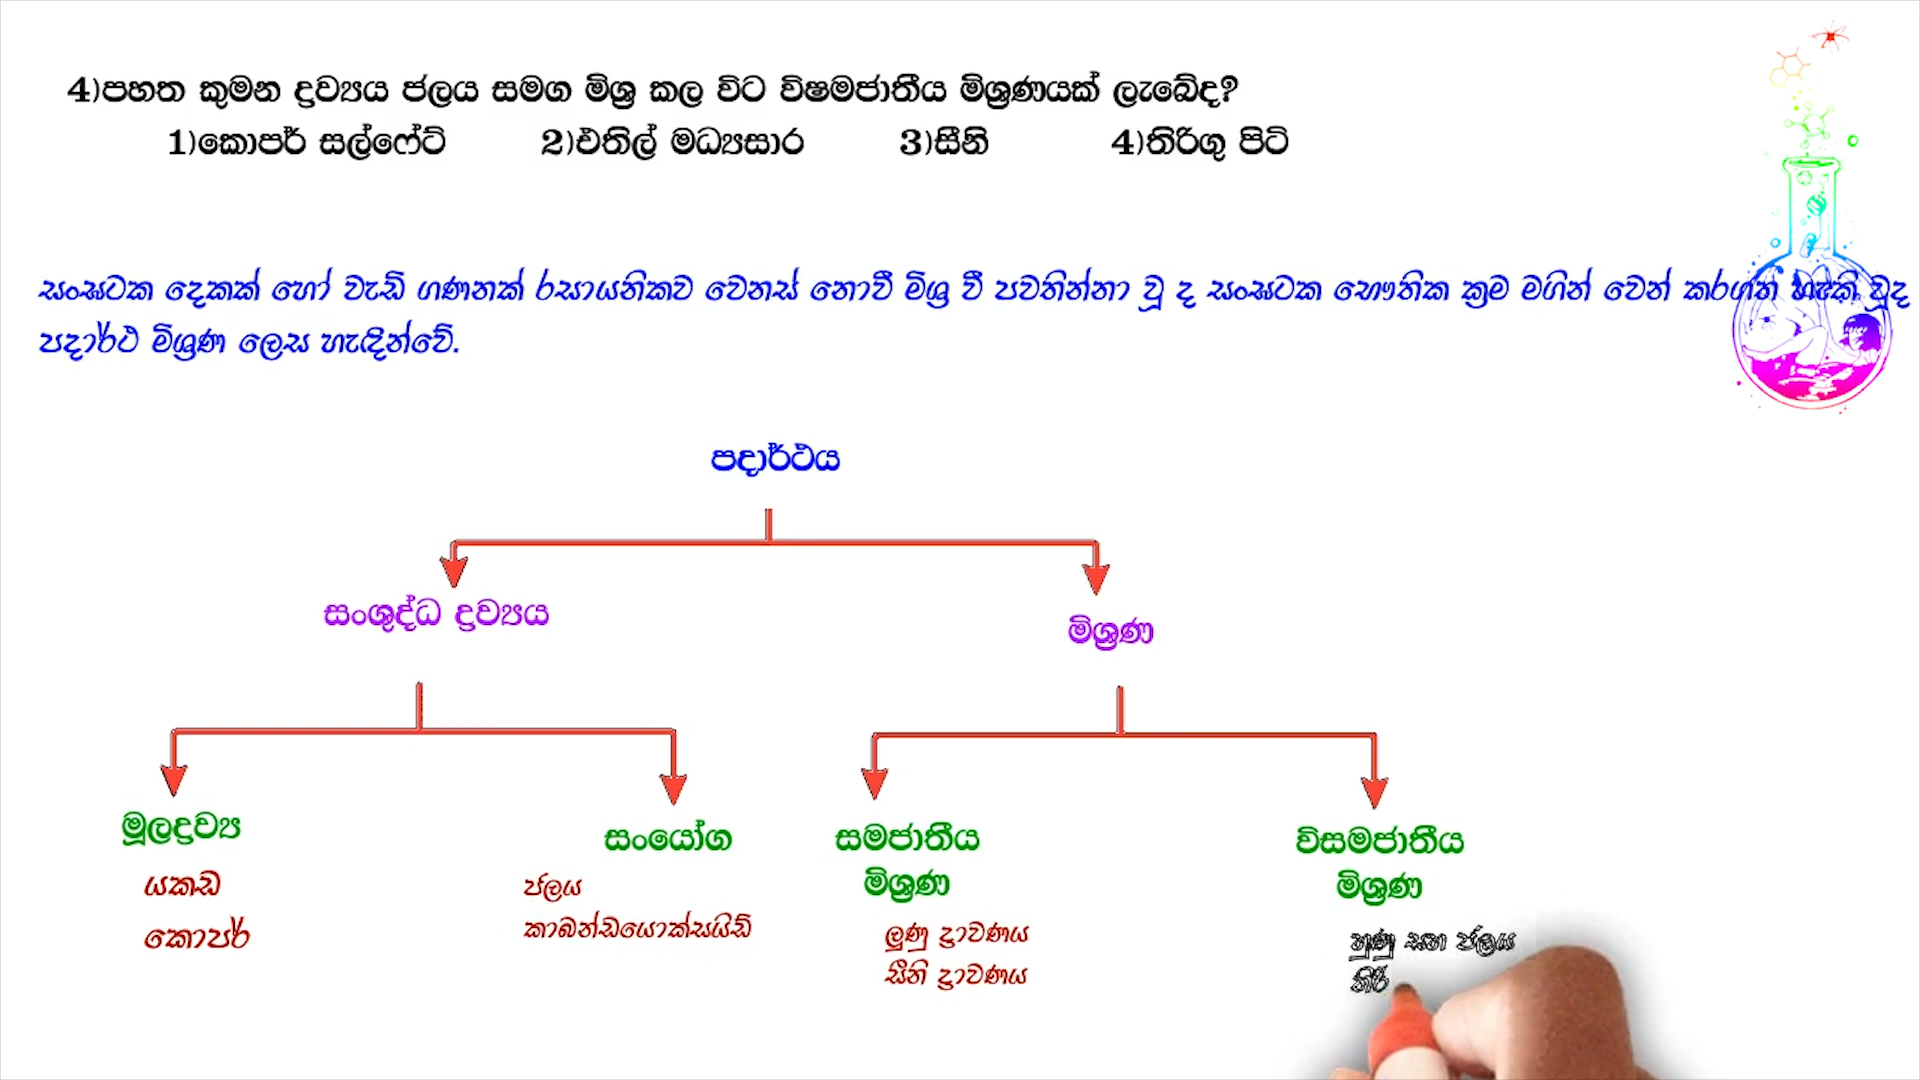 4)පහත කුමන ද්‍රව්‍යය ජලය සමග මිශ්‍ර කල විට විෂමජාතීය මිශ්‍රණයක් ලැබේද?
1)කොපර් සල්ෆේට් 2)එතිල් මධ්‍යසාර 3)සීනි 4)තිරිගු පිටි
සංඝටක දෙකක් හෝ වැඩි ගණනක් රසායනිකව වෙනස් නොවී මිශ්‍ර වී පවතින්නා වූ ද සංඝටක භෞතික ක්‍රම මගින් වෙන් කරගත හැකි වූද
පදාර්ථ මිශ්‍රණ ලෙස හැඳින්වේ.
පදාර්ථය
සංශුද්ධ ද්‍රව්‍යය
මිශ්‍රණ
මූලද්‍රව්‍ය
යකඩ
කොපර්
සංයෝග
ජලය
කාබන්ඩයොක්සයිඩ්
සමජාතීය
මිශ්‍රණ
ලුණු ද්‍රාවණය
සීනි ද්‍රාවණය
විසමජාතීය
මිශ්‍රණ
හුණු සහ ජලය